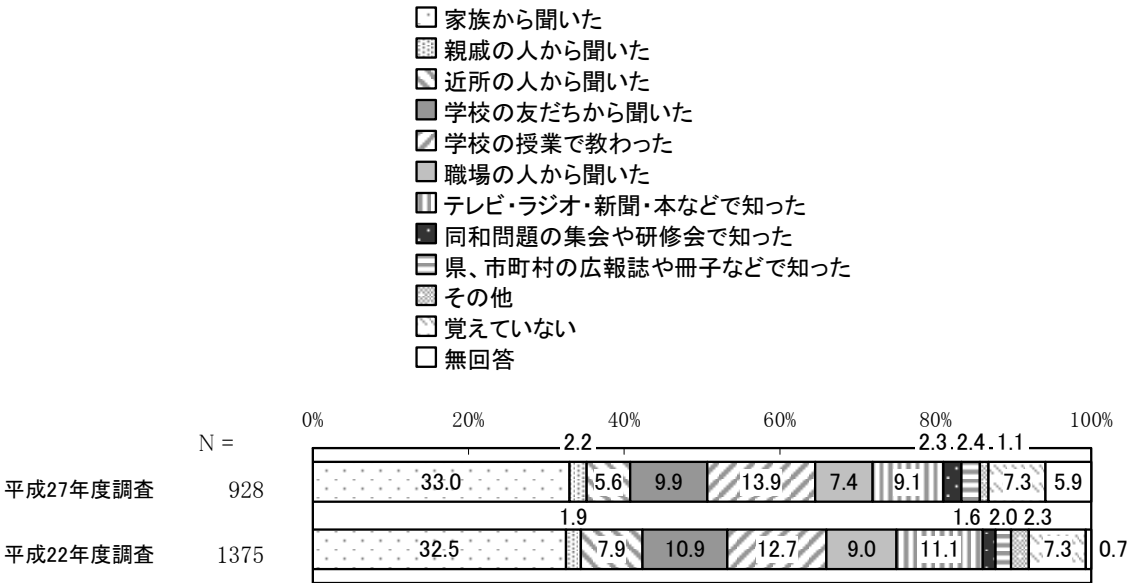 家族から聞いた
親戚の人から聞いた
近所の人から聞いた
学校の友だちから聞いた
学校の授業で教わった
職場の人から聞いた
テレビ・ラジオ・新聞・本などで知った
同和問題の集会や研修会で知った
県、市町村の広報誌や冊子などで知った
その他
覚えていない
無回答
0% 20% 40% 60% 80% 100%
N =
2.2 2.3 2.4 1.1
平成27年度調査 928 33.0 5.6 9.9 13.9 7.4 9.1 7.3 5.9
1.9 1.6 2.0 2.3
平成22年度調査 1375 32.5 7.9 10.9 12.7 9.0 11.1 7.3 0.7